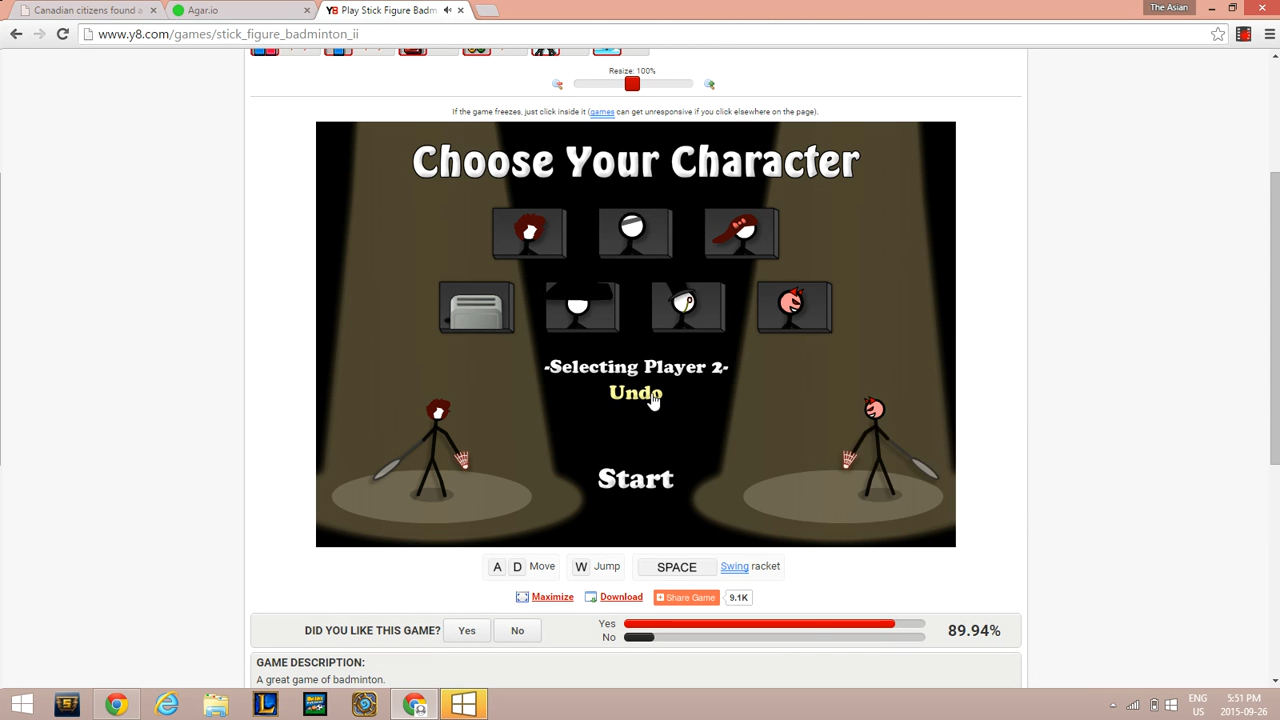 Canadian citizens found a
Agar.io
Y8 Play Stick Figure Badm
The Asian
www.y8.com/games/stick_figure_badminton_ii
Resize: 100%
If the game freezes, just click inside it (games can get unresponsive if you click elsewhere on the page).
Choose Your Character
-Selecting Player 2-
Undo
Start
A D Move W Jump SPACE Swing racket
Maximize Download Share Game 9.1K
DID YOU LIKE THIS GAME? Yes No
Yes
No
89.94%
GAME DESCRIPTION:
A great game of badminton.
ENG
US
5:51 PM
2015-09-26